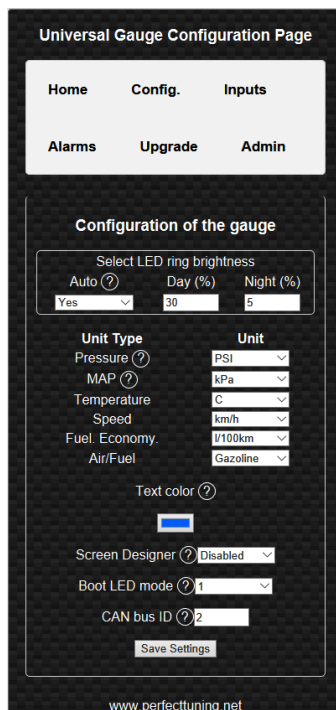 Universal Gauge Configuration Page
Home Config. Inputs
Alarms Upgrade Admin
Configuration of the gauge
Select LED ring brightness
Auto ? Day (%) Night (%)
Yes 30 5
Unit Type Unit
Pressure ? PSI
MAP ? kPa
Temperature C
Speed km/h
Fuel. Economy. l/100km
Air/Fuel Gazoline
Text color ?
Screen Designer ? Disabled
Boot LED mode ? 1
CAN bus ID ? 2
Save Settings
www.perfecttuning.net